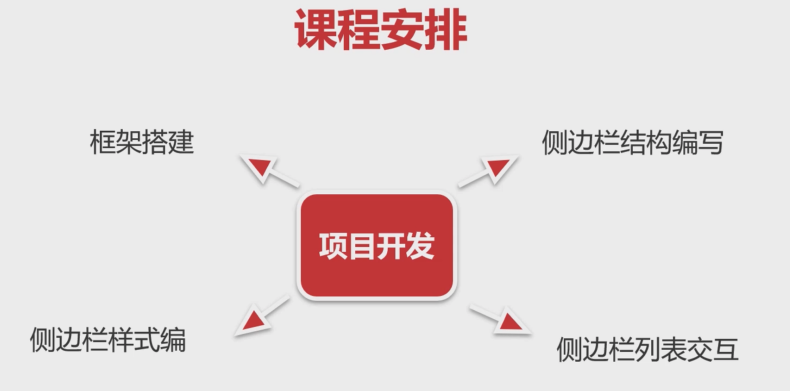 课程安排
框架搭建
侧边栏结构编写
项目开发
侧边栏样式编
侧边栏列表交互